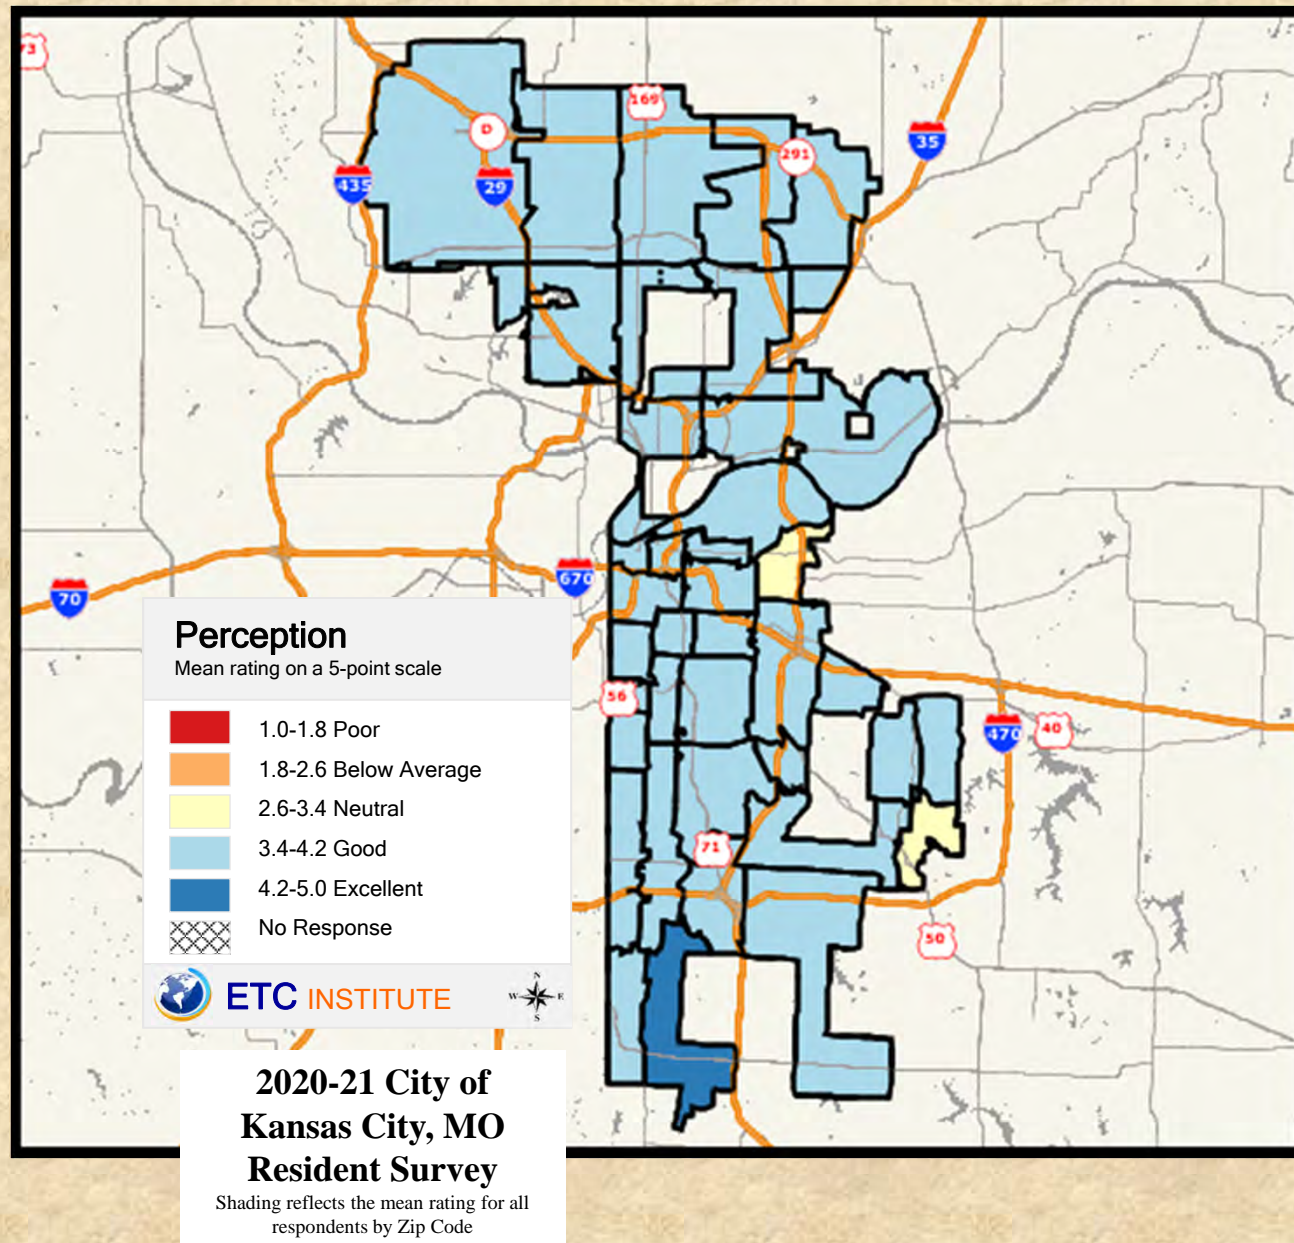 73
169
D
291
35
435
29
670
70
56
470
40
71
50
Perception
Mean rating on a 5-point scale
1.0-1.8 Poor
1.8-2.6 Below Average
2.6-3.4 Neutral
3.4-4.2 Good
4.2-5.0 Excellent
No Response
ETC INSTITUTE
N
W E
S
2020-21 City of
Kansas City, MO
Resident Survey
Shading reflects the mean rating for all
respondents by Zip Code